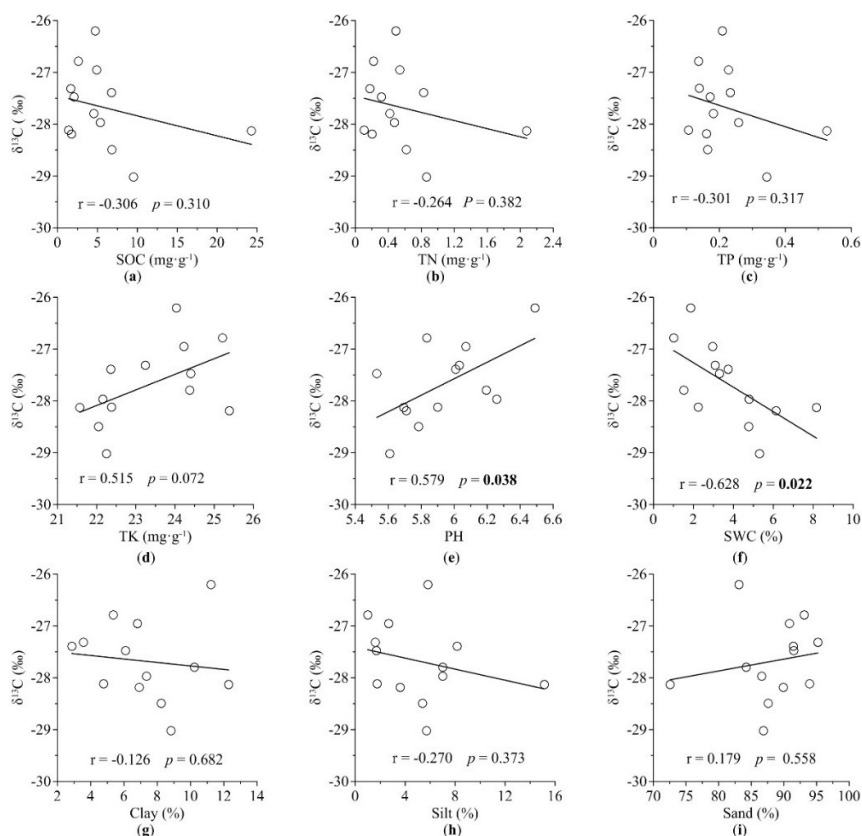 -26
-27
-28
-29
-30
δ¹³C ( ‰)
r = -0.306 p = 0.310
0 5 10 15 20 25
SOC (mg·g⁻¹)
(a)
-26
-27
-28
-29
-30
δ¹³C (‰)
r = -0.264 P = 0.382
0 0.6 1.2 1.8 2.4
TN (mg·g⁻¹)
(b)
-26
-27
-28
-29
-30
δ¹³C (‰)
r = -0.301 p = 0.317
0 0.2 0.4 0.6
TP (mg·g⁻¹)
(c)
-26
-27
-28
-29
-30
δ¹³C (‰)
r = 0.515 p = 0.072
21 22 23 24 25 26
TK (mg·g⁻¹)
(d)
-26
-27
-28
-29
-30
δ¹³C (‰)
r = 0.579 p = 0.038
5.4 5.6 5.8 6 6.2 6.4 6.6
PH
(e)
-26
-27
-28
-29
-30
δ¹³C (‰)
r = -0.628 p = 0.022
0 2 4 6 8 10
SWC (%)
(f)
-26
-27
-28
-29
-30
δ¹³C (‰)
r = -0.126 p = 0.682
2 4 6 8 10 12 14
Clay (%)
(g)
-26
-27
-28
-29
-30
δ¹³C (‰)
r = -0.270 p = 0.373
0 4 8 12 16
Silt (%)
(h)
-26
-27
-28
-29
-30
δ¹³C (‰)
r = 0.179 p = 0.558
70 75 80 85 90 95 100
Sand (%)
(i)